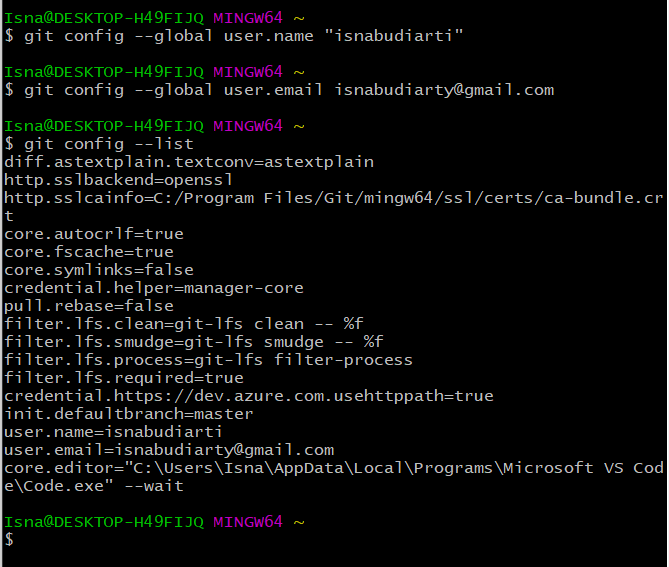 Isna@DESKTOP-H49FIJQ MINGW64 ~
$ git config --global user.name "isnabudiarti"
Isna@DESKTOP-H49FIJQ MINGW64 ~
$ git config --global user.email isnabudiarty@gmail.com
Isna@DESKTOP-H49FIJQ MINGW64 ~
$ git config --list
diff.astextplain.textconv=astextplain
http.sslbackend=openssl
http.sslcainfo=C:/Program Files/Git/mingw64/ssl/certs/ca-bundle.cr
t
core.autocrlf=true
core.fscache=true
core.symlinks=false
credential.helper=manager-core
pull.rebase=false
filter.lfs.clean=git-lfs clean -- %f
filter.lfs.smudge=git-lfs smudge -- %f
filter.lfs.process=git-lfs filter-process
filter.lfs.required=true
credential.https://dev.azure.com.usehttppath=true
init.defaultbranch=master
user.name=isnabudiarti
user.email=isnabudiarty@gmail.com
core.editor="C:\Users\Isna\AppData\Local\Programs\Microsoft VS Cod
e\Code.exe" --wait
Isna@DESKTOP-H49FIJQ MINGW64 ~
$